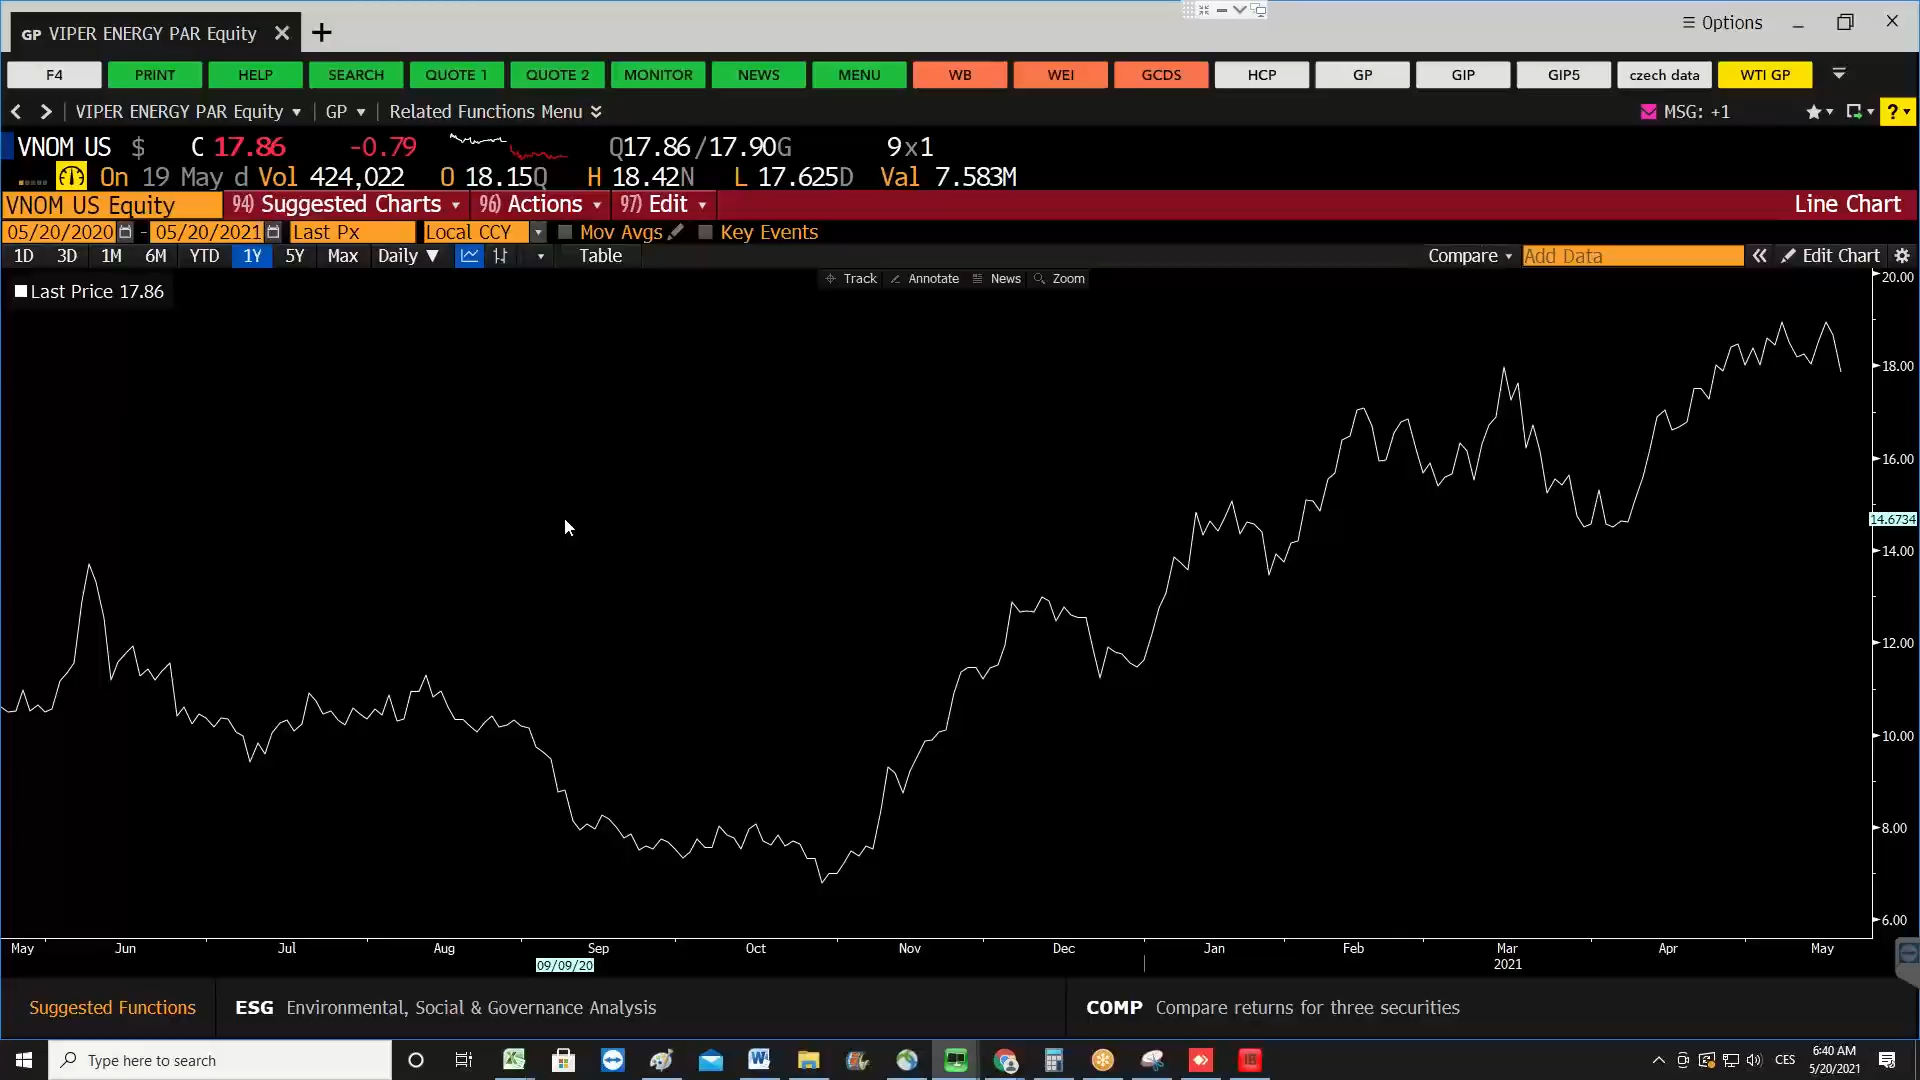 GP VIPER ENERGY PAR Equity
Options
F4 PRINT HELP SEARCH QUOTE 1 QUOTE 2 MONITOR NEWS MENU WB WEI GCDS HCP GP GIP GIP5 czech data WTI GP
VIPER ENERGY PAR Equity GP Related Functions Menu MSG: +1 ?
VNOM US $ C 17.86 -0.79 Q17.86/17.90G 9x1
On 19 May d Vol 424,022 O 18.15Q H 18.42N L 17.625D Val 7.583M
VNOM US Equity 94) Suggested Charts 96) Actions 97) Edit Line Chart
05/20/2020 - 05/20/2021 Last Px Local CCY Mov Avgs Key Events
1D 3D 1M 6M YTD 1Y 5Y Max Daily Table Compare Add Data Edit Chart
Track Annotate News Zoom
Last Price 17.86
20.00
18.00
16.00
14.6734
14.00
12.00
10.00
8.00
6.00
May Jun Jul Aug Sep Oct Nov Dec Jan Feb Mar Apr May
09/09/20 2021
Suggested Functions ESG Environmental, Social & Governance Analysis COMP Compare returns for three securities
Type here to search CES 6:40 AM
5/20/2021